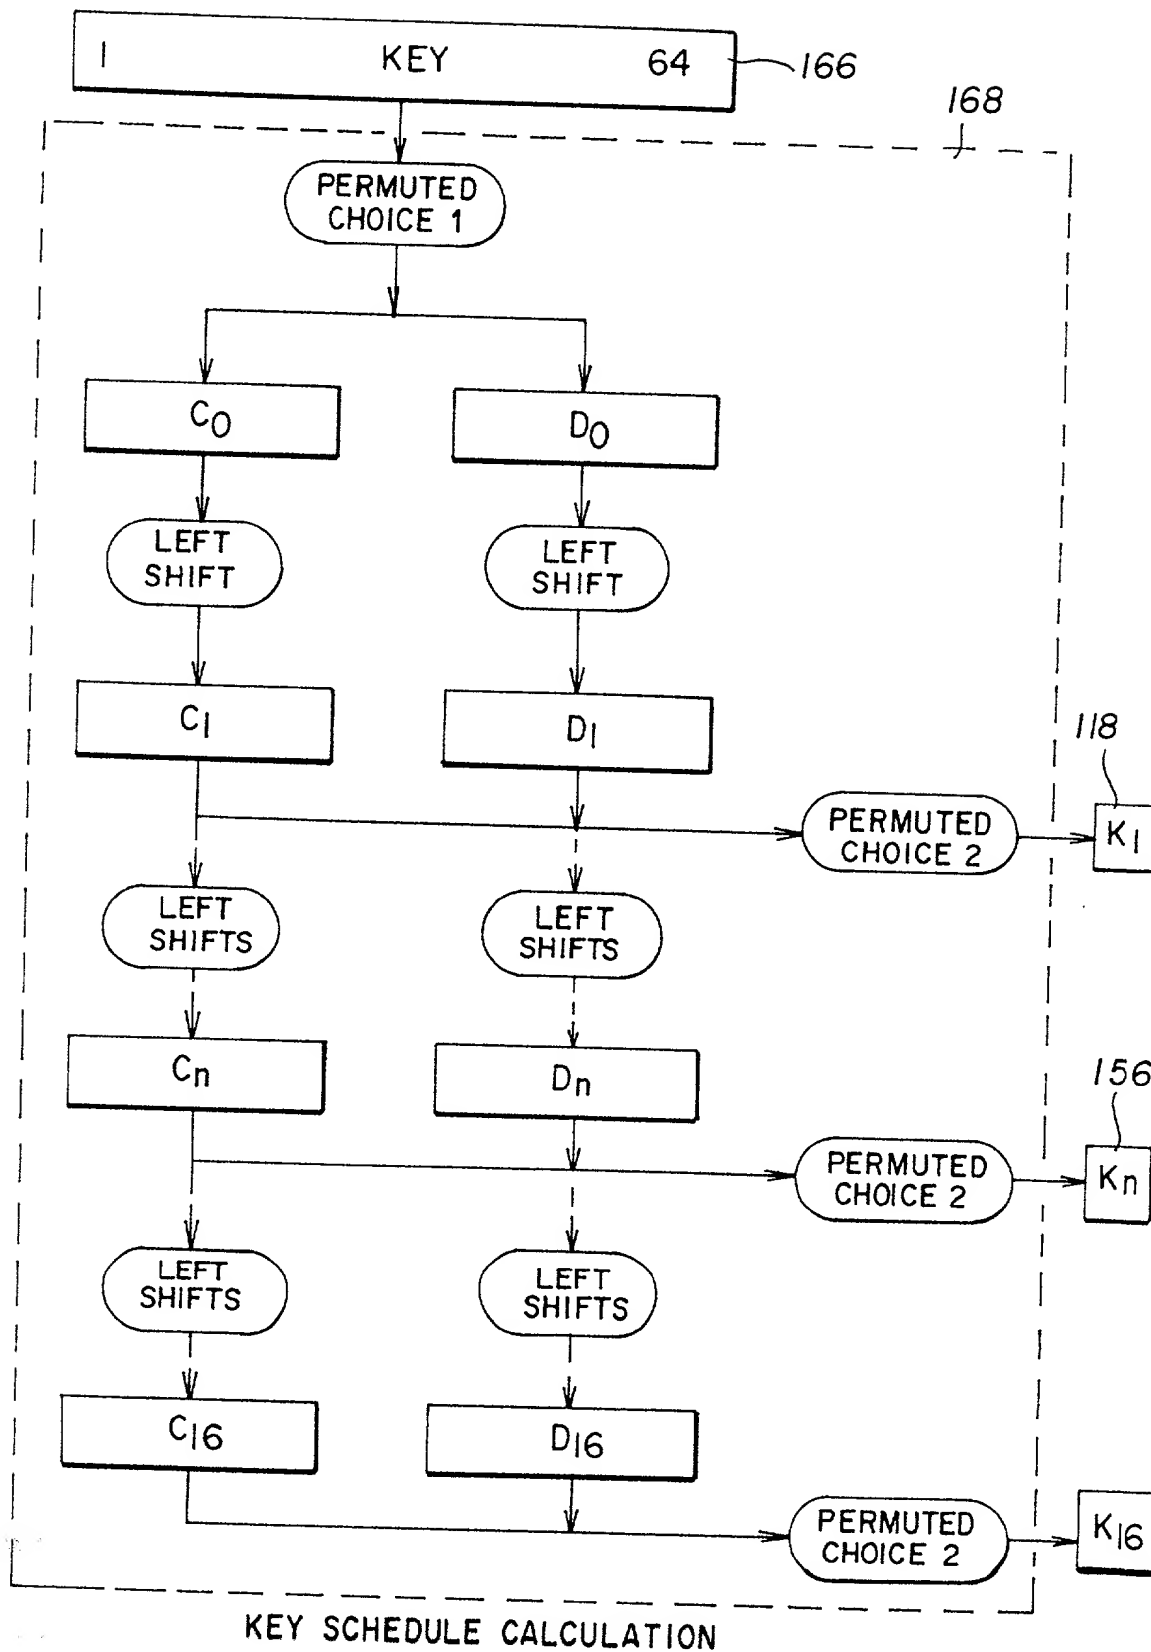 1 KEY 64
166
168
PERMUTED
CHOICE 1
C0
D0
LEFT
SHIFT
LEFT
SHIFT
C1
D1
118
PERMUTED
CHOICE 2
K1
LEFT
SHIFTS
LEFT
SHIFTS
Cn
Dn
156
PERMUTED
CHOICE 2
Kn
LEFT
SHIFTS
LEFT
SHIFTS
C16
D16
PERMUTED
CHOICE 2
K16
KEY SCHEDULE CALCULATION